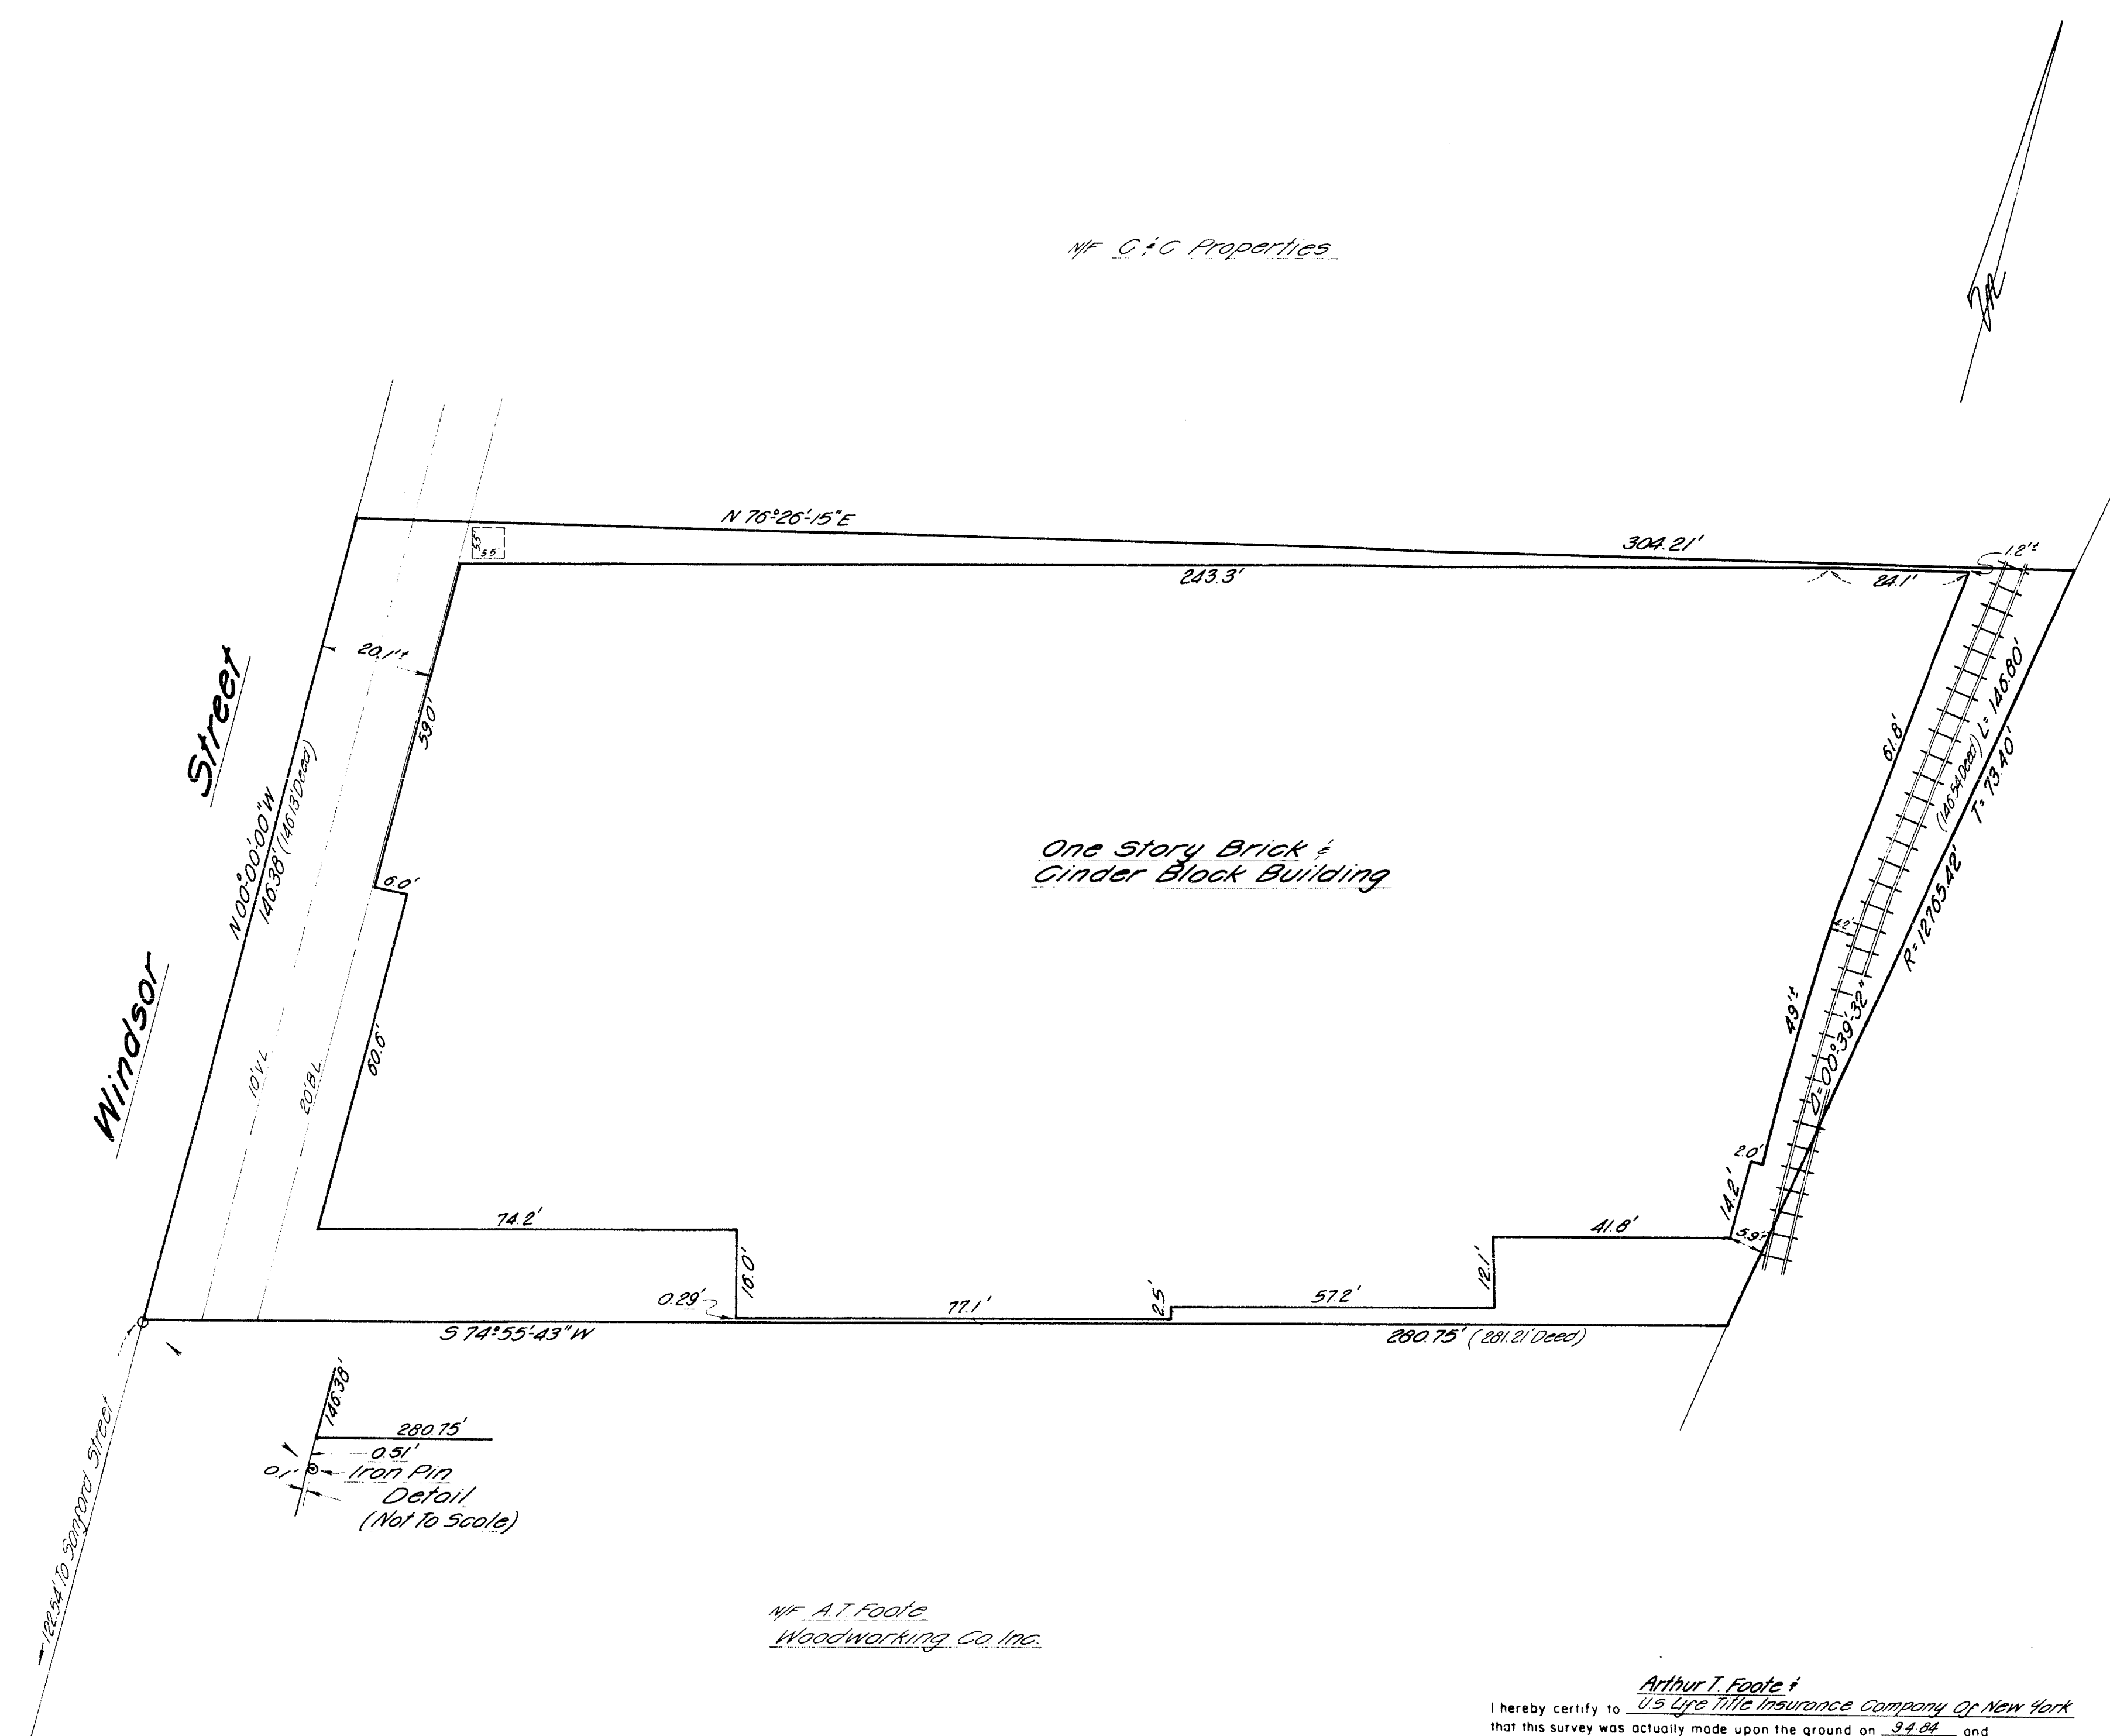 N/F C & C Properties
N 76°-26'-15" E
304.21'
5.5'
5.5'
1.2'±
243.3'
24.1'
20.1'±
59.0'
Street
N 00°-00'-00" W
146.38' (146.13' Deed)
6.0'
61.8'
(146.54 Deed) L= 146.80'
T= 73.40'
One Story Brick &
Cinder Block Building
R= 12765.42'
49'±
D= 00°-39'-32"
Windsor
10' V L
20' B L
60.6'
2.0'
14.2'
5.9'±
74.2'
16.0'
0.29'
77.1'
2.5'
57.2'
12.1'
41.8'
S 74°-55'-43" W
280.75' (281.21' Deed)
146.38'
280.75'
0.51'
0.1'
Iron Pin
Detail
(Not To Scale)
122.54' To Sanford Street
N/F A T Foote
Woodworking Co. Inc.
Arthur T. Foote &
I hereby certify to U.S. Life Title Insurance Company Of New York
that this survey was actually made upon the ground on 9-4-84 and